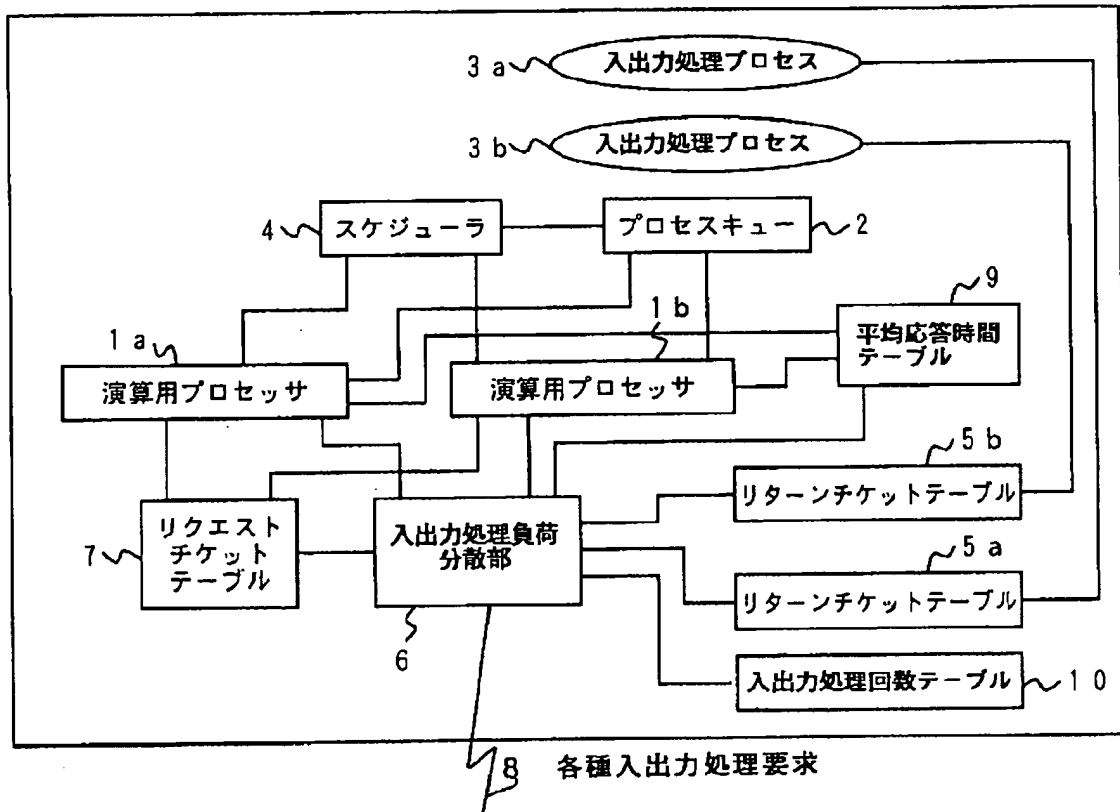 3a
入出力処理プロセス
3b
入出力処理プロセス
4
スケジューラ
プロセスキュー
2
9
1a
1b
平均応答時間
テーブル
演算用プロセッサ
演算用プロセッサ
5b
リターンチケットテーブル
7
リクエスト
チケット
テーブル
入出力処理負荷
分散部
5a
リターンチケットテーブル
6
入出力処理回数テーブル
10
8
各種入出力処理要求